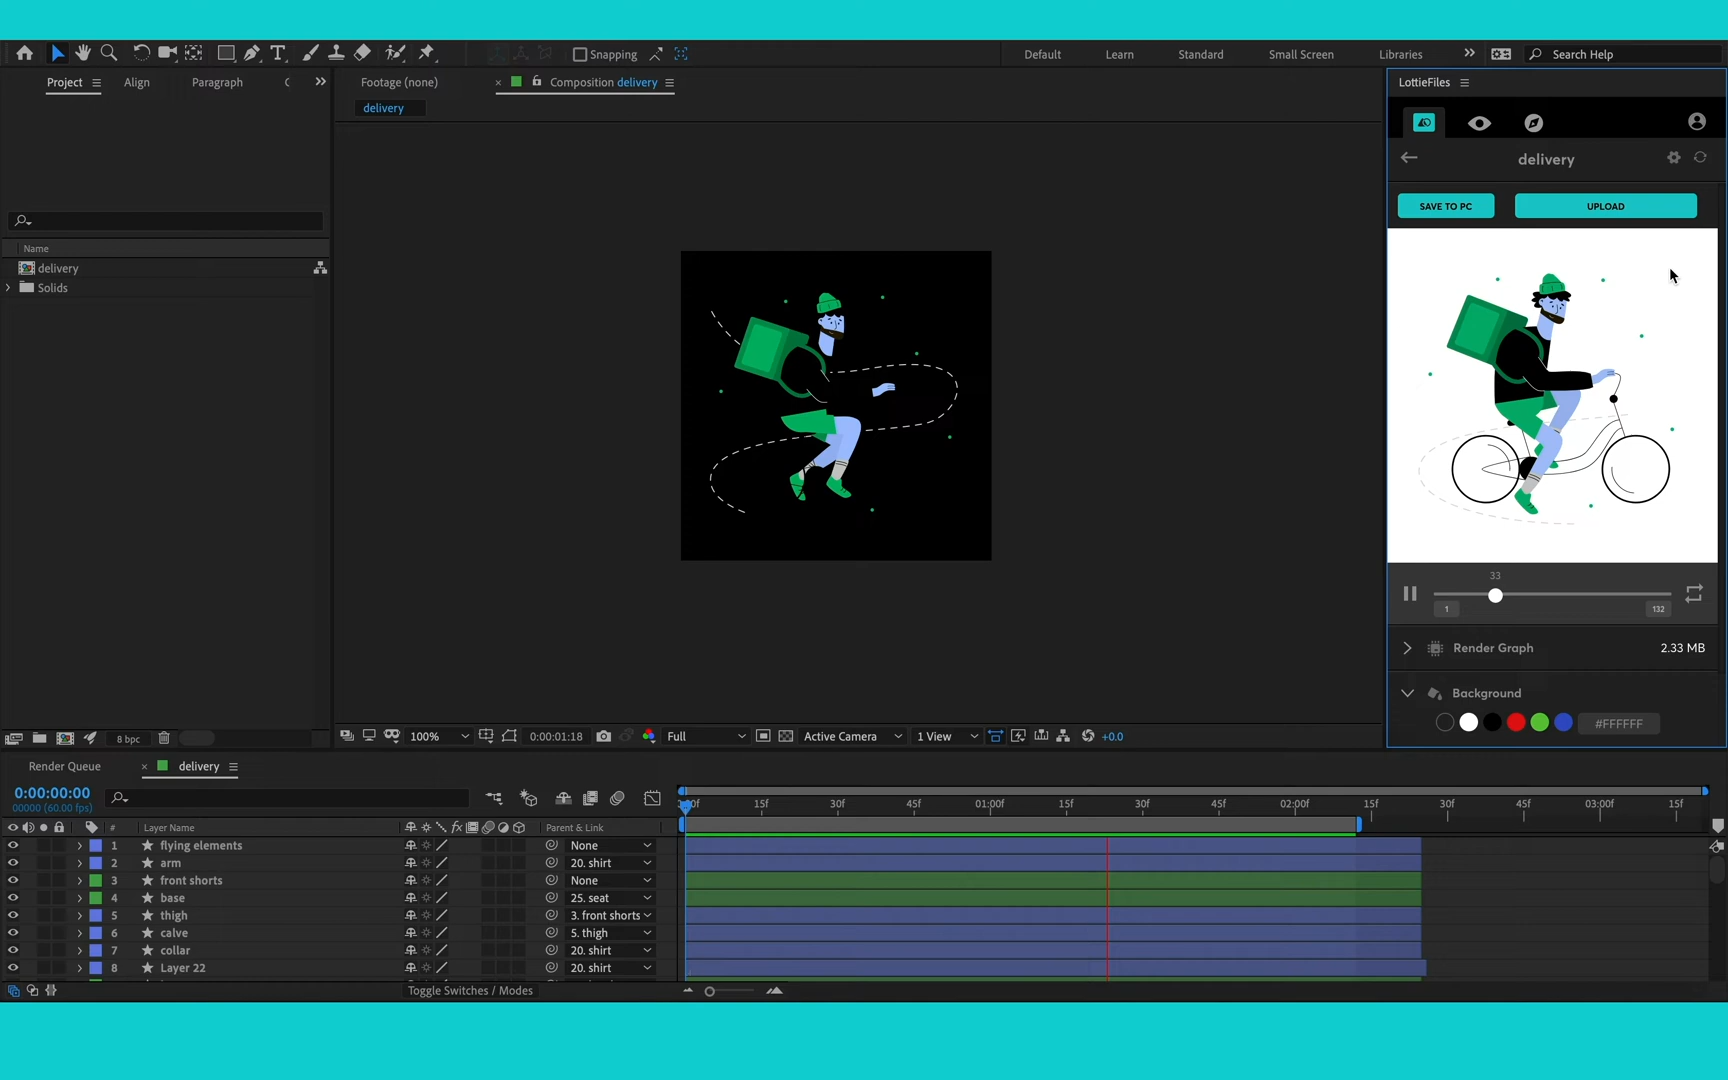 Snapping
Default
Learn
Standard
Small Screen
Libraries
Search Help
Project
Align
Paragraph
Footage (none)
Composition delivery
LottieFiles
delivery
delivery
SAVE TO PC
UPLOAD
Name
delivery
Solids
33
1
132
Render Graph
2.33 MB
Background
#FFFFFF
8 bpc
100%
0:00:01:18
Full
Active Camera
1 View
+0.0
Render Queue
delivery
0:00:00:00
00000 (60.00 fps)
15f
30f
45f
01:00f
15f
30f
45f
02:00f
15f
30f
45f
03:00f
15f
#
Layer Name
fx
Parent & Link
1
flying elements
None
2
arm
20. shirt
3
front shorts
None
4
base
25. seat
5
thigh
3. front shorts
6
calve
5. thigh
7
collar
20. shirt
8
Layer 22
20. shirt
Toggle Switches / Modes